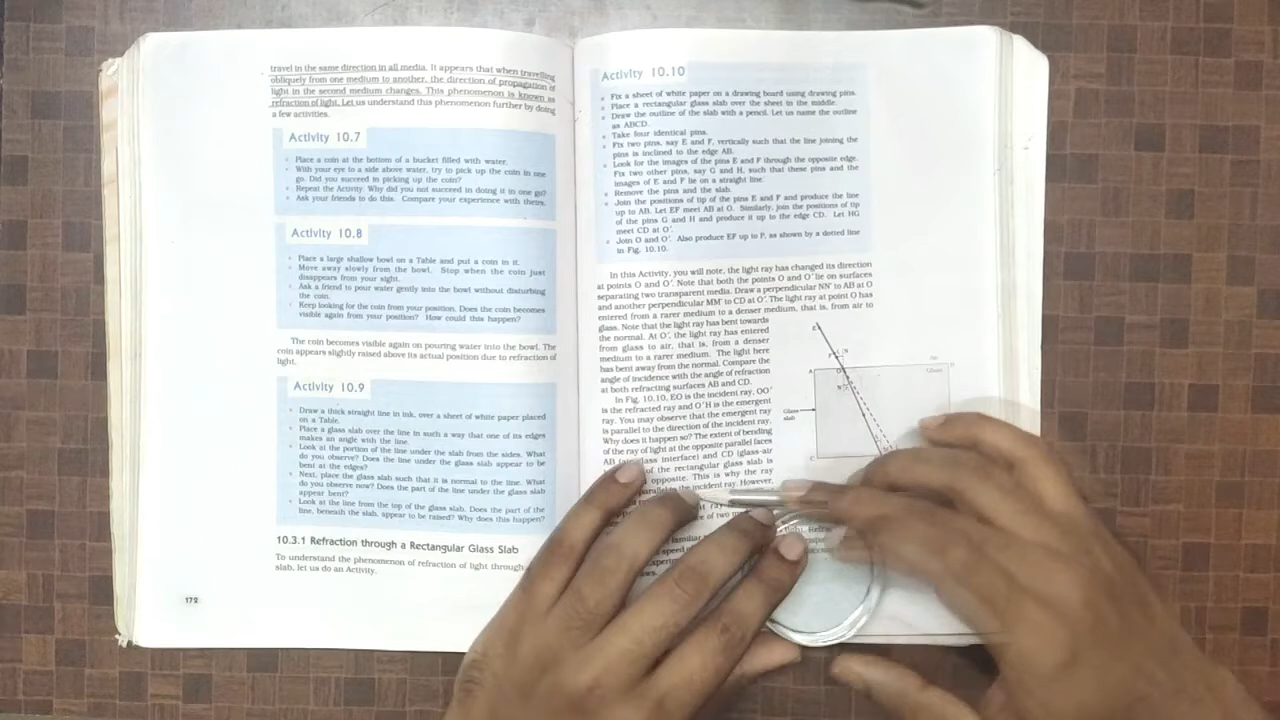 travel in the same direction in all media. It appears that when travelling
obliquely from one medium to another, the direction of propagation of
light in the second medium changes. This phenomenon is known as
refraction of light. Let us understand this phenomenon further by doing
a few activities.
Activity 10.7
Place a coin at the bottom of a bucket filled with water.
With your eye to a side above water, try to pick up the coin in one
go. Did you succeed in picking up the coin?
Repeat the Activity. Why did you not succeed in doing it in one go?
Ask your friends to do this. Compare your experience with theirs.
Activity 10.8
Place a large shallow bowl on a Table and put a coin in it.
Move away slowly from the bowl. Stop when the coin just
disappears from your sight.
Ask a friend to pour water gently into the bowl without disturbing
the coin.
Keep looking for the coin from your position. Does the coin becomes
visible again from your position? How could this happen?
The coin becomes visible again on pouring water into the bowl. The
coin appears slightly raised above its actual position due to refraction of
light.
Activity 10.9
Draw a thick straight line in ink, over a sheet of white paper placed
on a Table.
Place a glass slab over the line in such a way that one of its edges
makes an angle with the line.
Look at the portion of the line under the slab from the sides. What
do you observe? Does the line under the glass slab appear to be
bent at the edges?
Next, place the glass slab such that it is normal to the line. What
do you observe now? Does the part of the line under the glass slab
appear bent?
Look at the line from the top of the glass slab. Does the part of the
line, beneath the slab, appear to be raised? Why does this happen?
10.3.1 Refraction through a Rectangular Glass Slab
To understand the phenomenon of refraction of light through
slab, let us do an Activity.
172
Activity 10.10
Fix a sheet of white paper on a drawing board using drawing pins.
Place a rectangular glass slab over the sheet in the middle.
Draw the outline of the slab with a pencil. Let us name the outline
as ABCD.
Take four identical pins.
Fix two pins, say E and F, vertically such that the line joining the
pins is inclined to the edge AB.
Look for the images of the pins E and F through the opposite edge.
Fix two other pins, say G and H, such that these pins and the
images of E and F lie on a straight line.
Remove the pins and the slab.
Join the positions of tip of the pins E and F and produce the line
up to AB. Let EF meet AB at O. Similarly, join the positions of tip
of the pins G and H and produce it up to the edge CD. Let HG
meet CD at O′.
Join O and O′. Also produce EF up to P, as shown by a dotted line
in Fig. 10.10.
In this Activity, you will note, the light ray has changed its direction
at points O and O′. Note that both the points O and O′ lie on surfaces
separating two transparent media. Draw a perpendicular NN′ to AB at O
and another perpendicular MM′ to CD at O′. The light ray at point O has
entered from a rarer medium to a denser medium, that is, from air to
glass. Note that the light ray has bent towards
the normal. At O′, the light ray has entered
from glass to air, that is, from a denser
medium to a rarer medium. The light here
has bent away from the normal. Compare the
angle of incidence with the angle of refraction
at both refracting surfaces AB and CD.
In Fig. 10.10, EO is the incident ray, OO′
is the refracted ray and O′H is the emergent
ray. You may observe that the emergent ray
is parallel to the direction of the incident ray.
Why does it happen so? The extent of bending
of the ray of light at the opposite parallel faces
AB (air-glass interface) and CD (glass-air
of the rectangular glass slab is
opposite. This is why the ray
parallel to the incident ray. However,
ray
of two
familiar
speed
E
F
N
A
O
N′
Air
Glass
B
Glass
slab
C